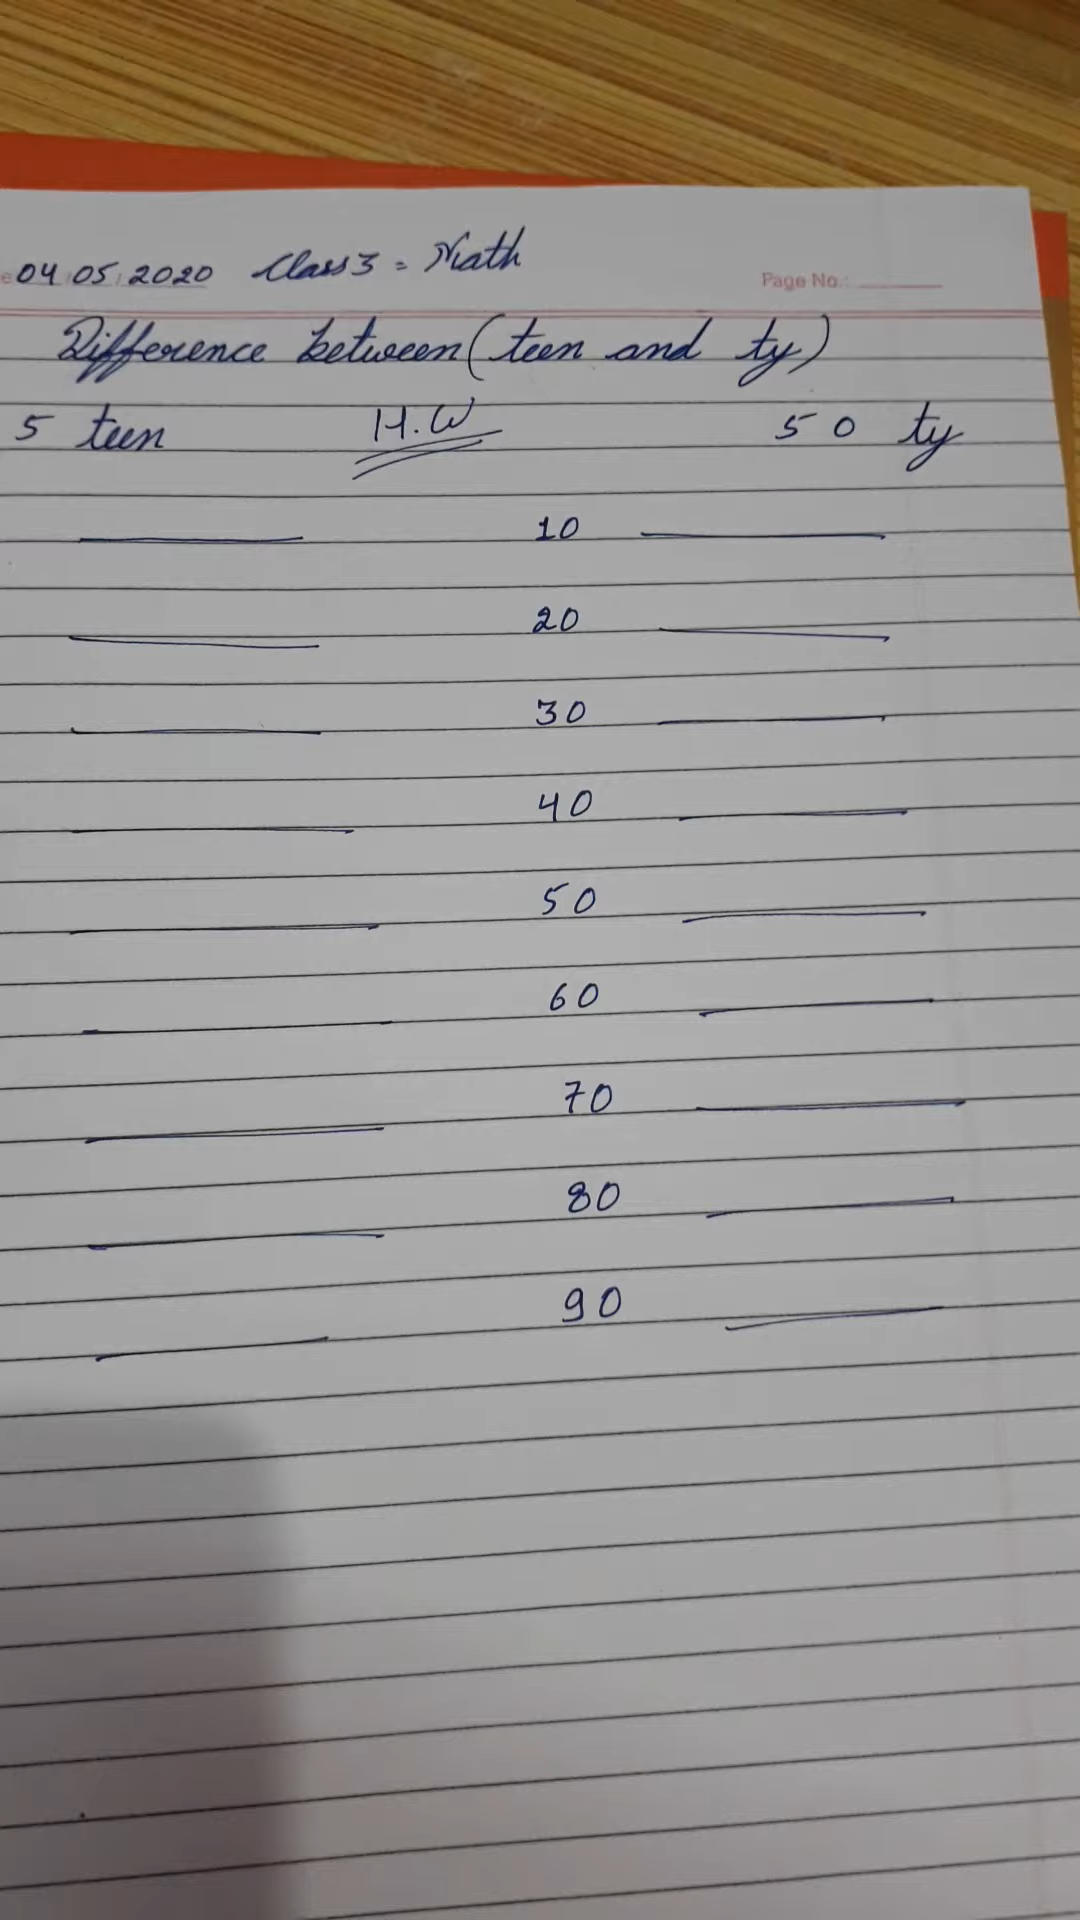 e 04 05 2020 Class 3 = Math
Page No.:
Difference between (teen and ty)
5 teen H.W 50 ty
10
20
30
40
50
60
70
80
90